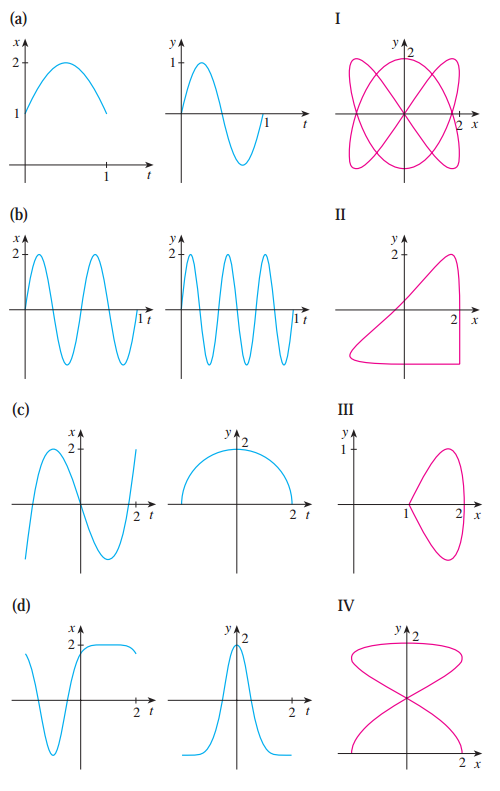 (a) I
x y y
2 1 2
1
1 t 1 t 2 x
(b) II
x y y
2 2 2
1 t 1 t 2 x
(c) III
x y y
2 2 1
2 t 2 t 1 2 x
(d) IV
x y y
2 2 2
2 t 2 t 2 x